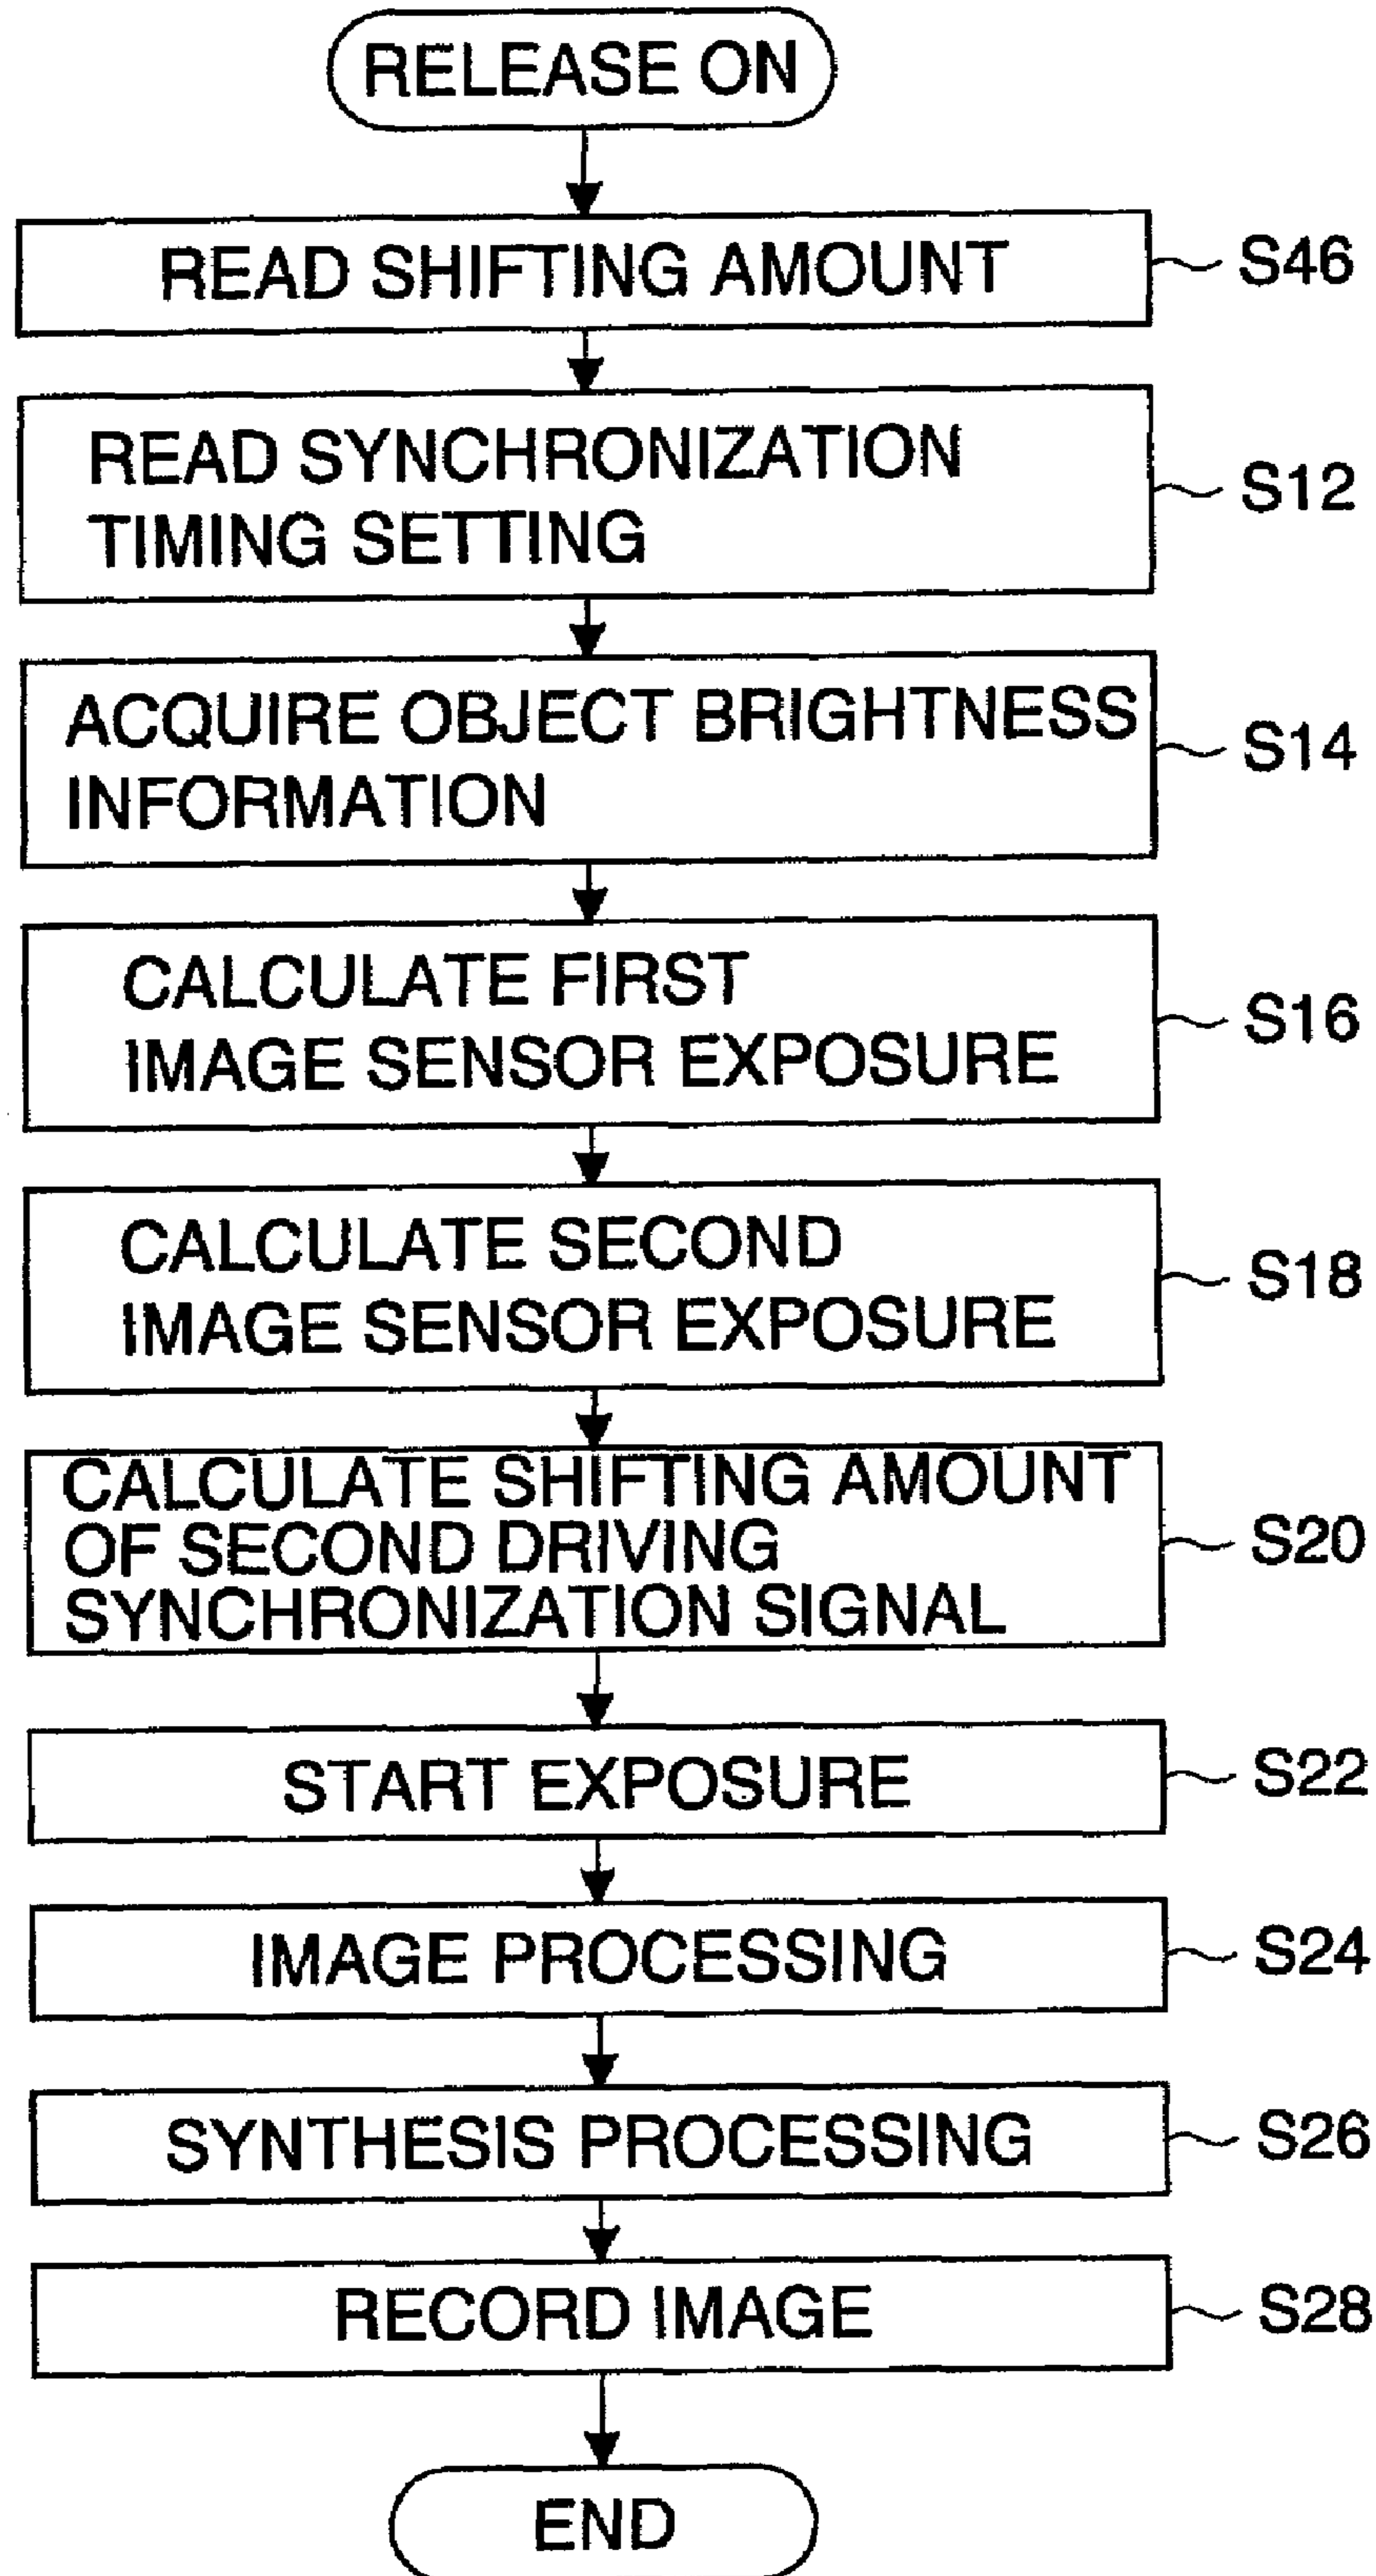 RELEASE ON
READ SHIFTING AMOUNT
S46
READ SYNCHRONIZATION
TIMING SETTING
S12
ACQUIRE OBJECT BRIGHTNESS
INFORMATION
S14
CALCULATE FIRST
IMAGE SENSOR EXPOSURE
S16
CALCULATE SECOND
IMAGE SENSOR EXPOSURE
S18
CALCULATE SHIFTING AMOUNT
OF SECOND DRIVING
SYNCHRONIZATION SIGNAL
S20
START EXPOSURE
S22
IMAGE PROCESSING
S24
SYNTHESIS PROCESSING
S26
RECORD IMAGE
S28
END